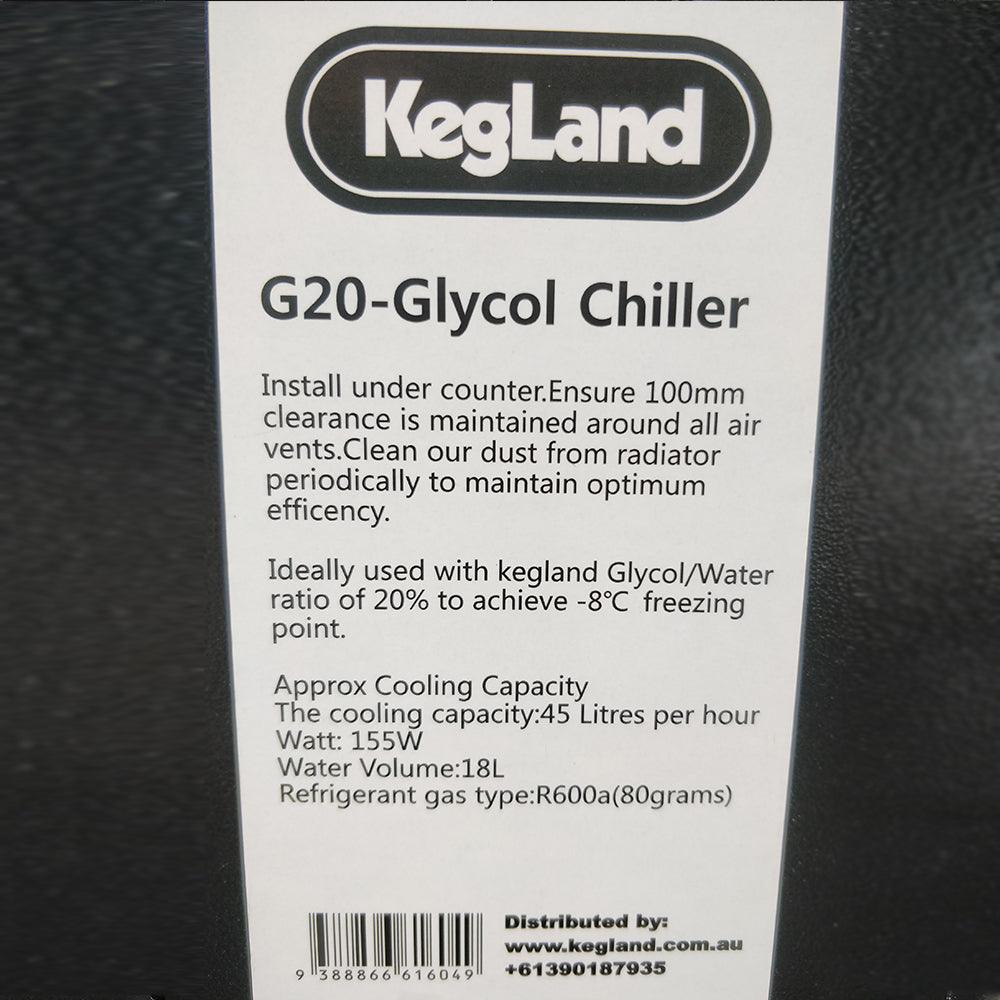 KegLand
G20-Glycol Chiller
Install under counter.Ensure 100mm
clearance is maintained around all air
vents.Clean our dust from radiator
periodically to maintain optimum
efficency.
Ideally used with kegland Glycol/Water
ratio of 20% to achieve -8℃ freezing
point.
Approx Cooling Capacity
The cooling capacity:45 Litres per hour
Watt: 155W
Water Volume:18L
Refrigerant gas type:R600a(80grams)
Distributed by:
www.kegland.com.au
+61390187935
9 388866 616049